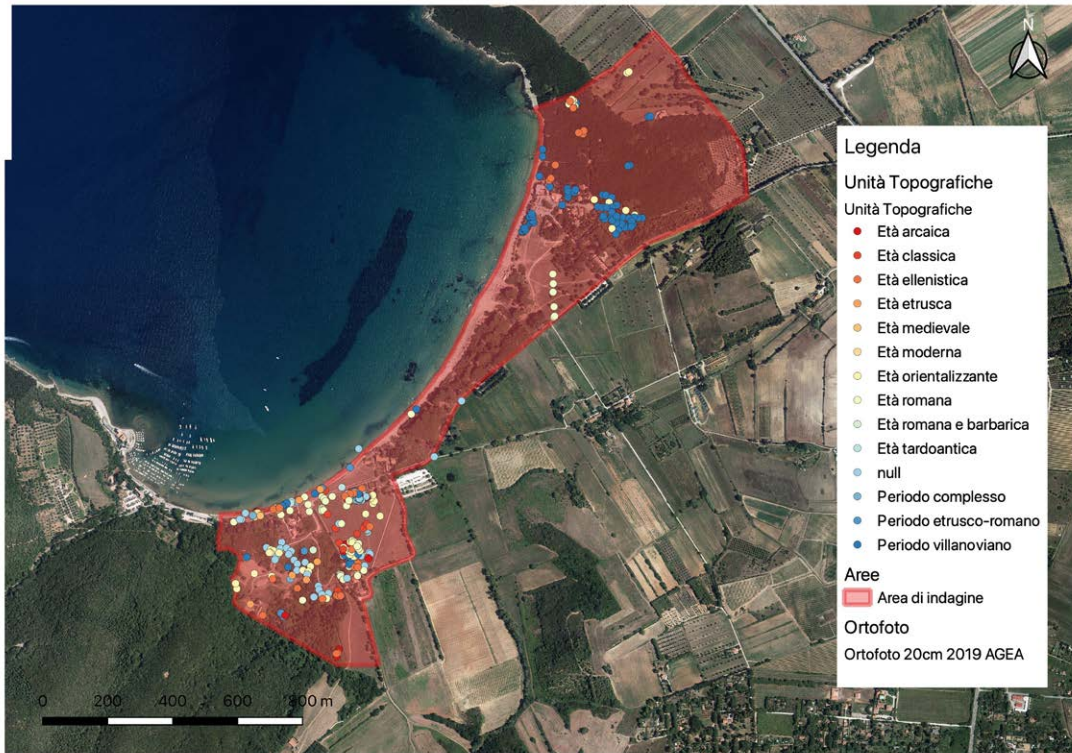 N
Legenda
Unità Topografiche
Unità Topografiche
Età arcaica
Età classica
Età ellenistica
Età etrusca
Età medievale
Età moderna
Età orientalizzante
Età romana
Età romana e barbarica
Età tardoantica
null
Periodo complesso
Periodo etrusco-romano
Periodo villanoviano
Aree
Area di indagine
Ortofoto
Ortofoto 20cm 2019 AGEA
0 200 400 600 800 m